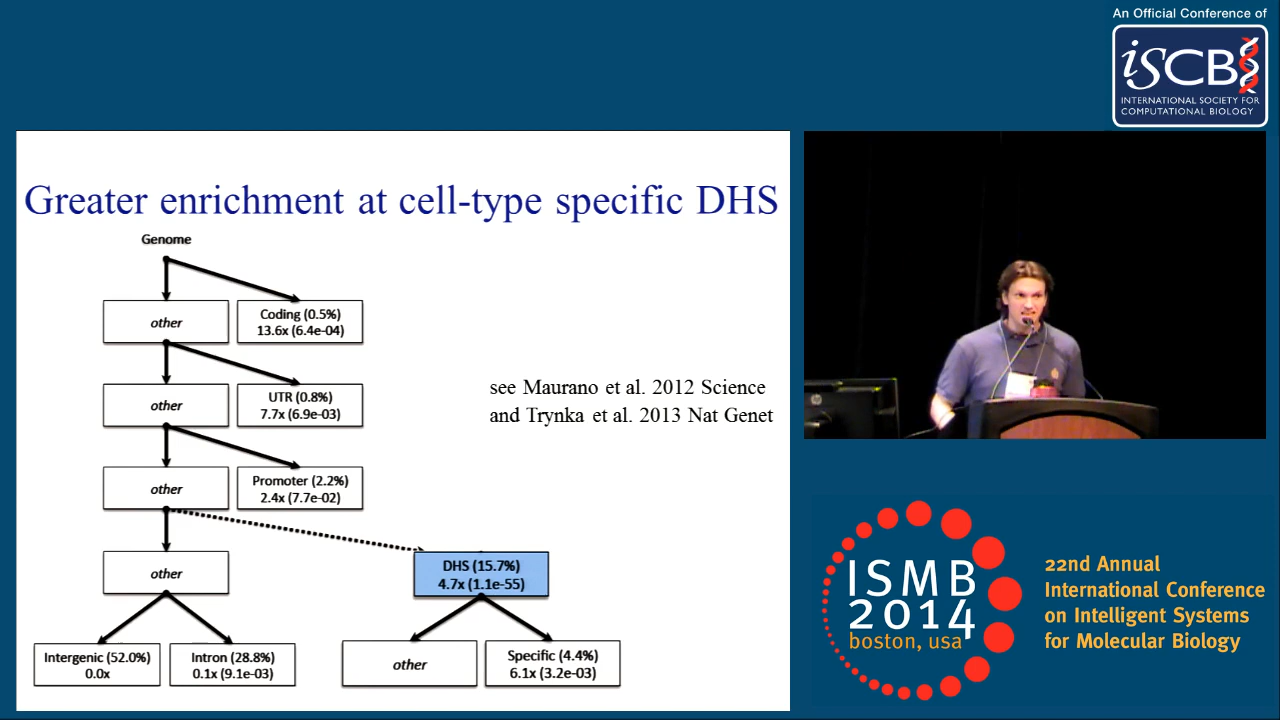 An Official Conference of
iSCB
INTERNATIONAL SOCIETY FOR
COMPUTATIONAL BIOLOGY
Greater enrichment at cell-type specific DHS
Genome
other
Coding (0.5%)
13.6x (6.4e-04)
other
UTR (0.8%)
7.7x (6.9e-03)
see Maurano et al. 2012 Science
and Trynka et al. 2013 Nat Genet
other
Promoter (2.2%)
2.4x (7.7e-02)
other
DHS (15.7%)
4.7x (1.1e-55)
Intergenic (52.0%)
0.0x
Intron (28.8%)
0.1x (9.1e-03)
other
Specific (4.4%)
6.1x (3.2e-03)
hp
ISMB
2014
boston, usa
22nd Annual
International Conference
on Intelligent Systems
for Molecular Biology